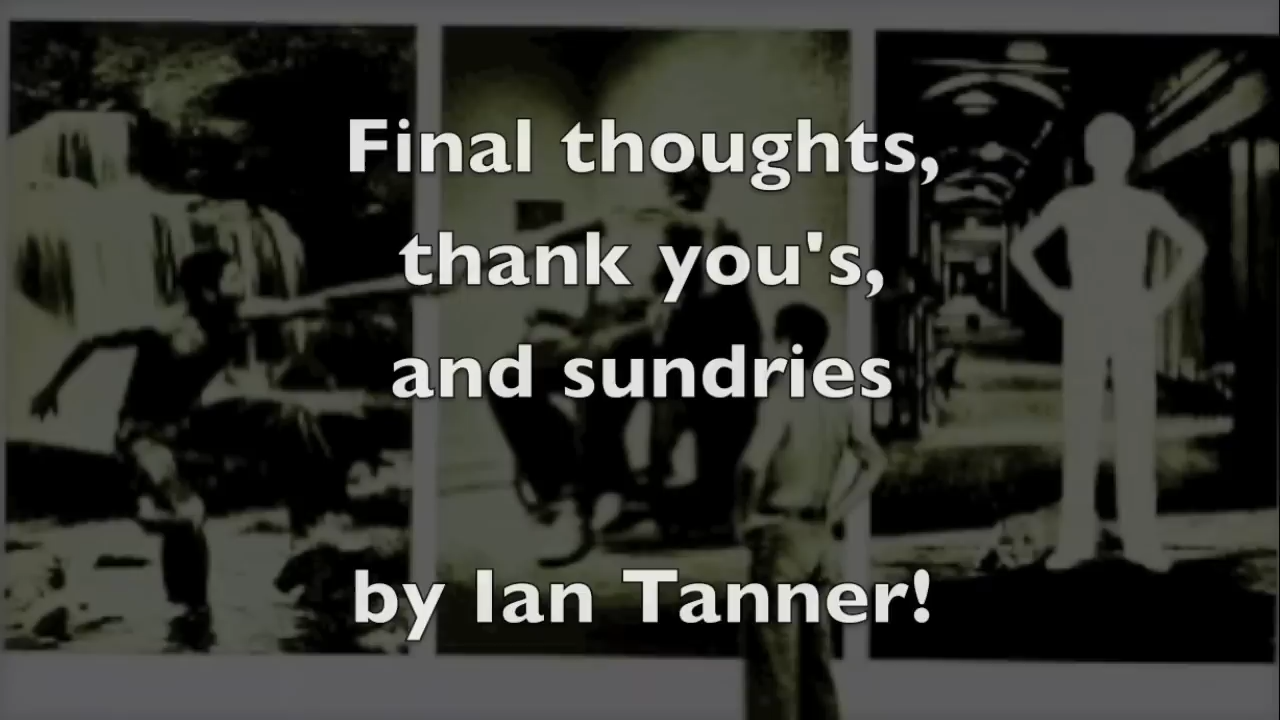 Final thoughts,
thank you's,
and sundries
by Ian Tanner!